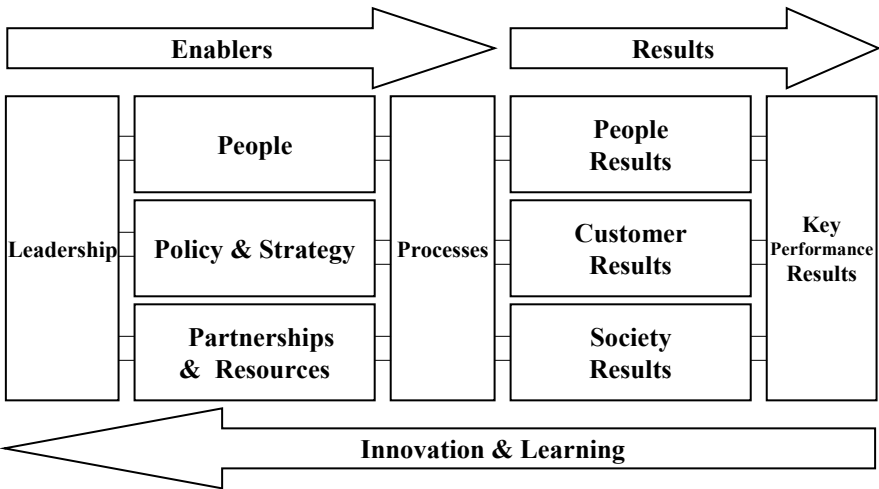 Enablers
Results
Leadership
People
Policy & Strategy
Partnerships
& Resources
Processes
People
Results
Customer
Results
Society
Results
Key
Performance
Results
Innovation & Learning